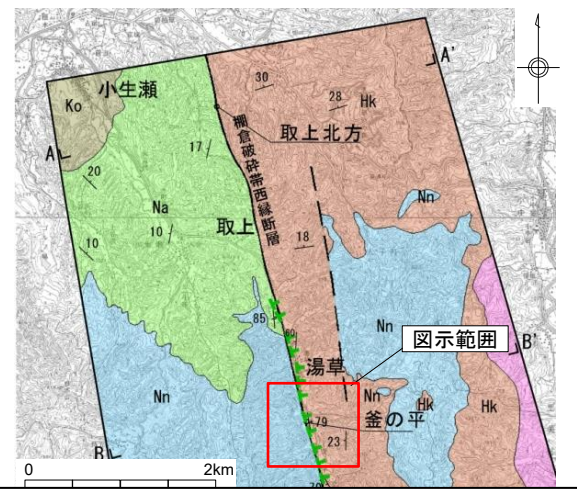 A'
小生瀬
30
Hk
28
Ko
取上北方
17
A
棚倉破砕帯西縁断層
20
Na
Nn
取上
10
18
10
85
Nn
60
図示範囲
B'
湯草
Nn
Nn
79
釜の平
Hk
Hk
23
B
0
2km